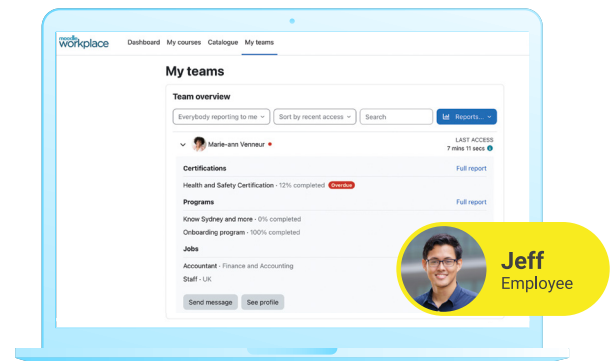 moodle
workplace
Dashboard My courses Catalogue My teams
My teams
Team overview
Everybody reporting to me Sort by recent access Search Reports...
Marie-ann Venneur LAST ACCESS
7 mins 11 secs
Certifications Full report
Health and Safety Certification - 12% completed Overdue
Programs Full report
Know Sydney and more - 0% completed
Onboarding program - 100% completed
Jobs
Accountant - Finance and Accounting
Staff - UK
Send message See profile
Jeff
Employee